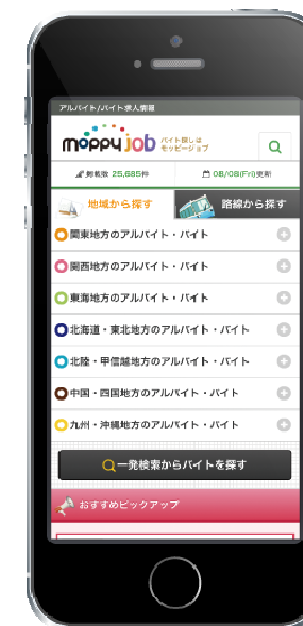 アルバイト/バイト求人情報
moppy job バイト探しは
モッピージョブ
掲載数 25,685件 08/08(Fri)更新
地域から探す 路線から探す
関東地方のアルバイト・バイト
関西地方のアルバイト・バイト
東海地方のアルバイト・バイト
北海道・東北地方のアルバイト・バイト
北陸・甲信越地方のアルバイト・バイト
中国・四国地方のアルバイト・バイト
九州・沖縄地方のアルバイト・バイト
一発検索からバイトを探す
おすすめピックアップ